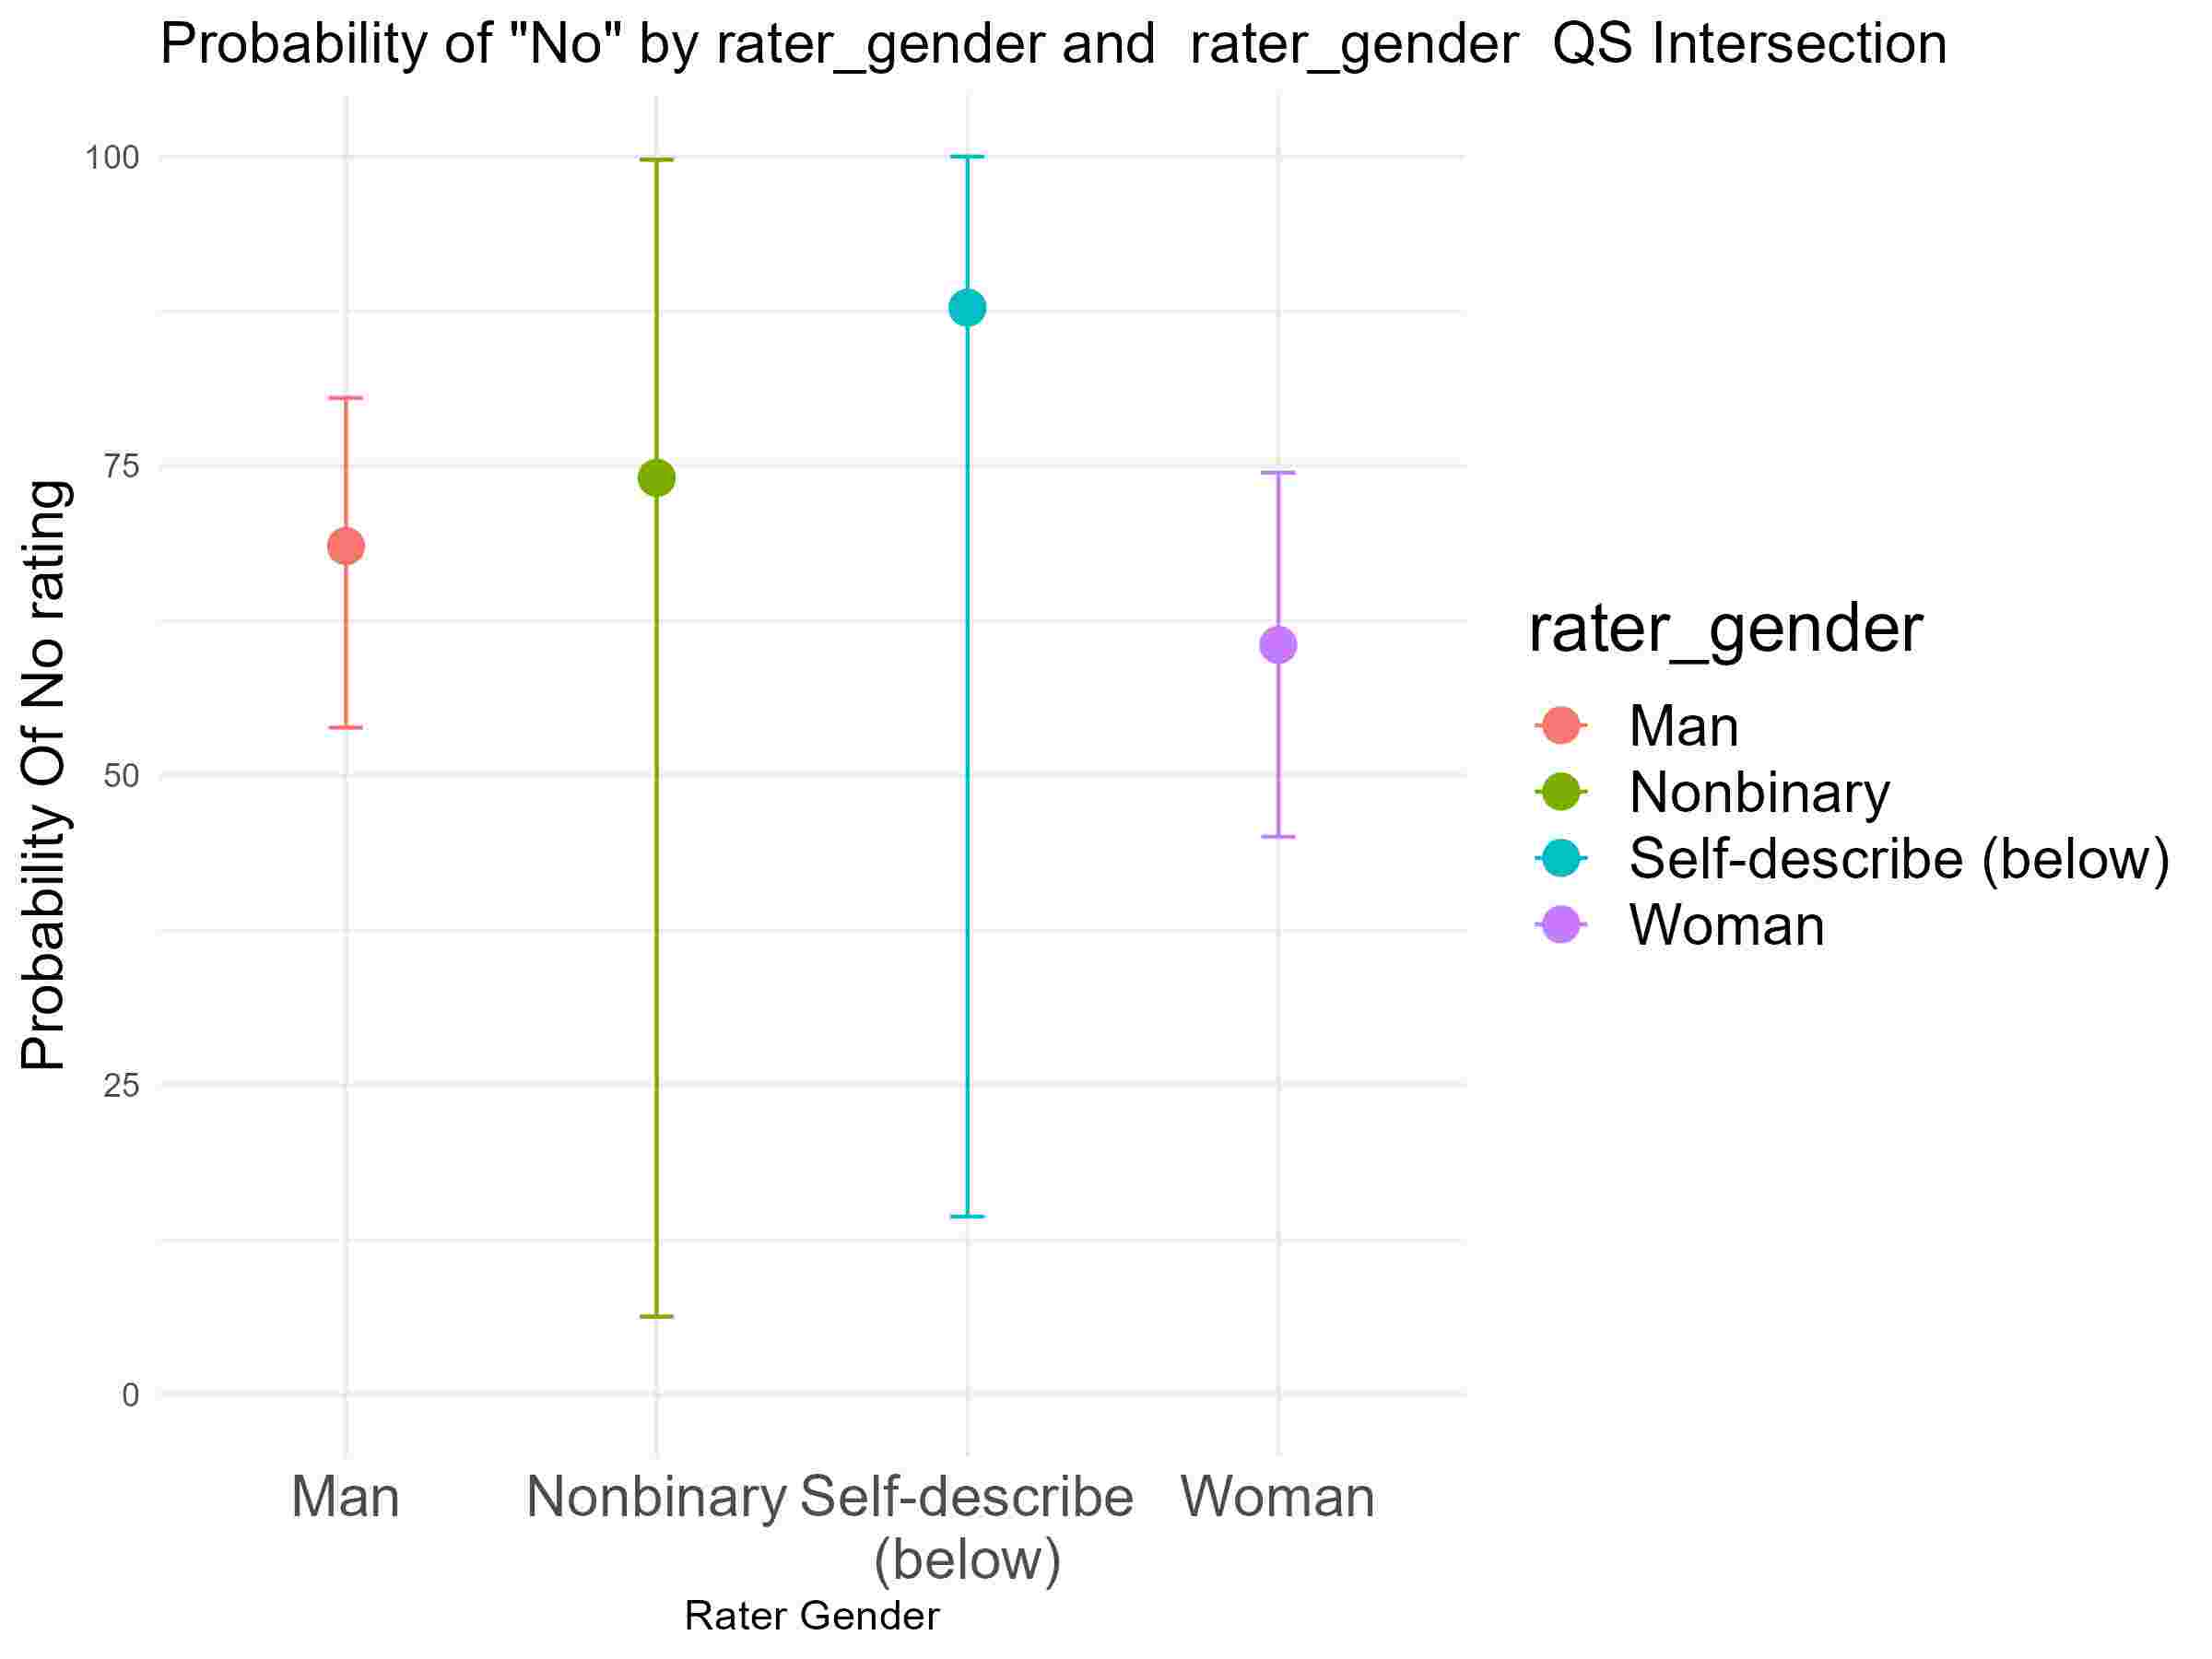 Probability of "No" by rater_gender and  rater_gender  QS Intersection
Probability Of No rating
100
75
50
25
0
Man
Nonbinary
Self-describe
(below)
Woman
Rater Gender
rater_gender
Man
Nonbinary
Self-describe (below)
Woman